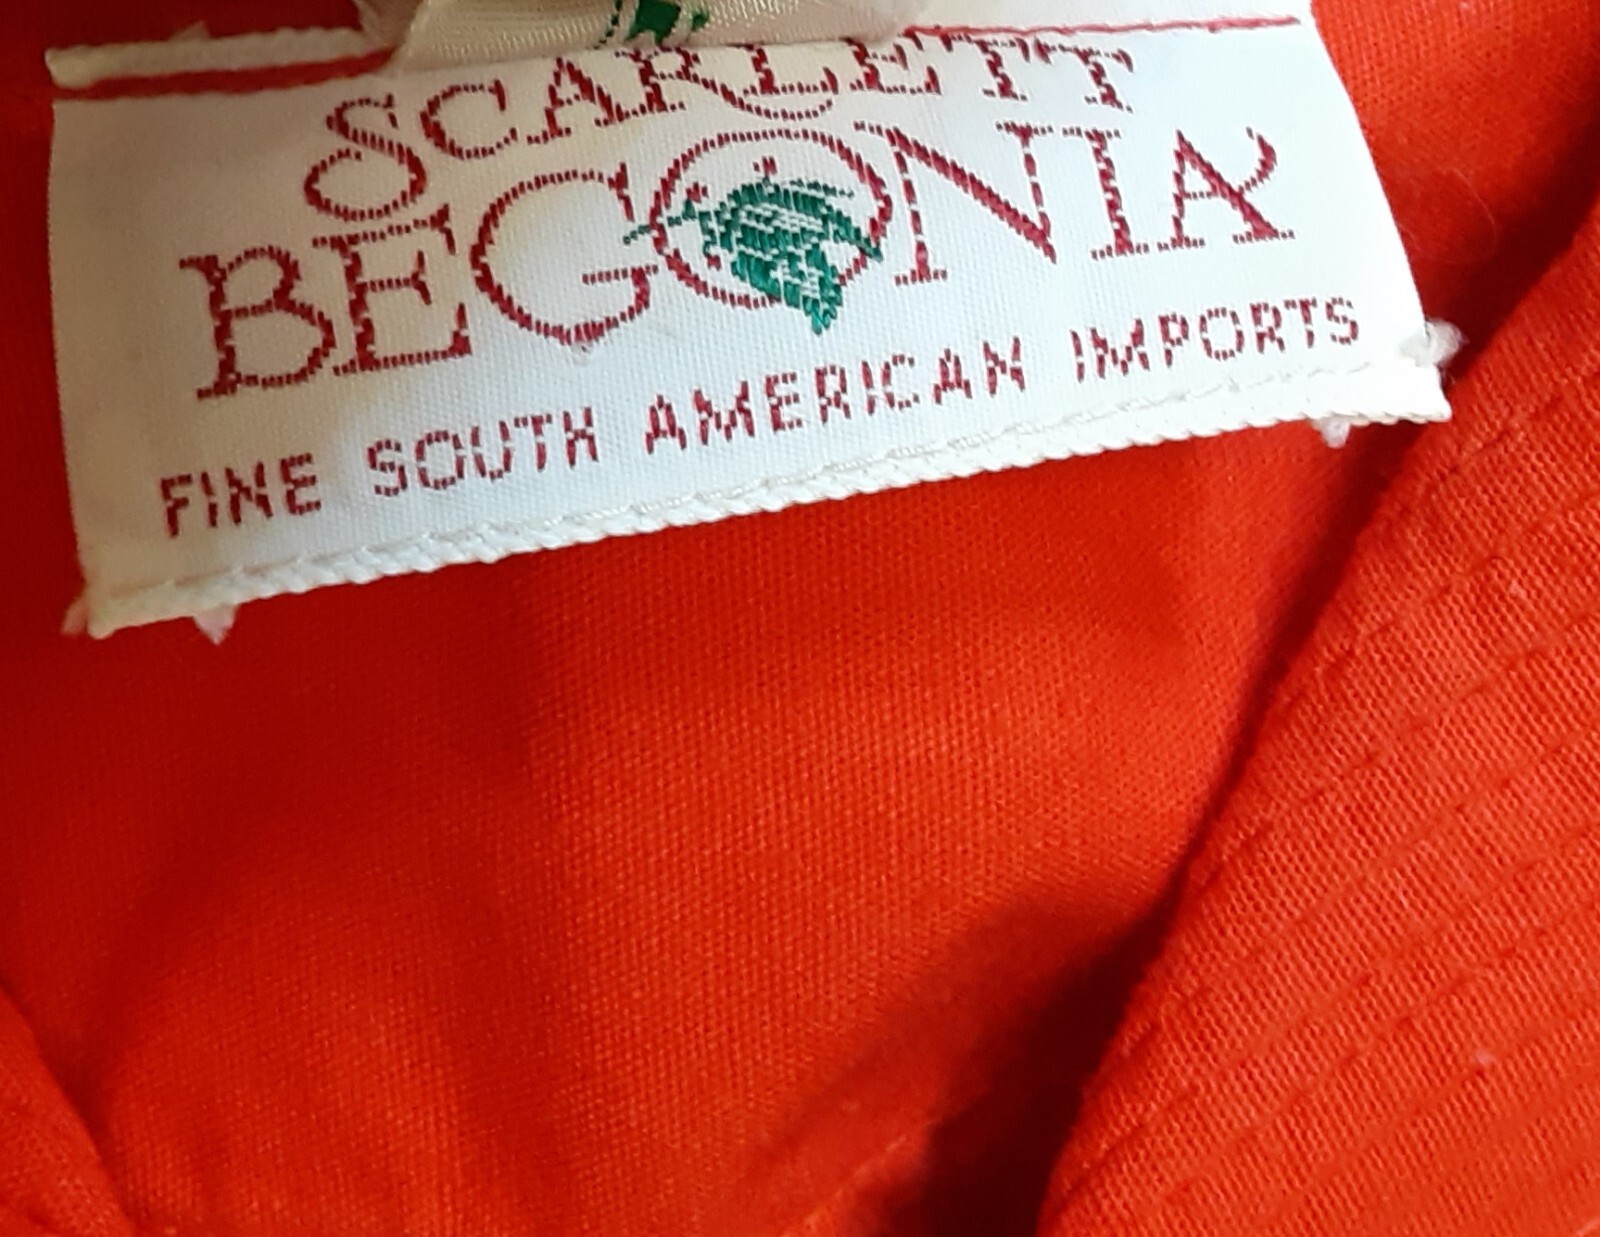 SCARLETT
BEGONIA
FINE SOUTH AMERICAN IMPORTS